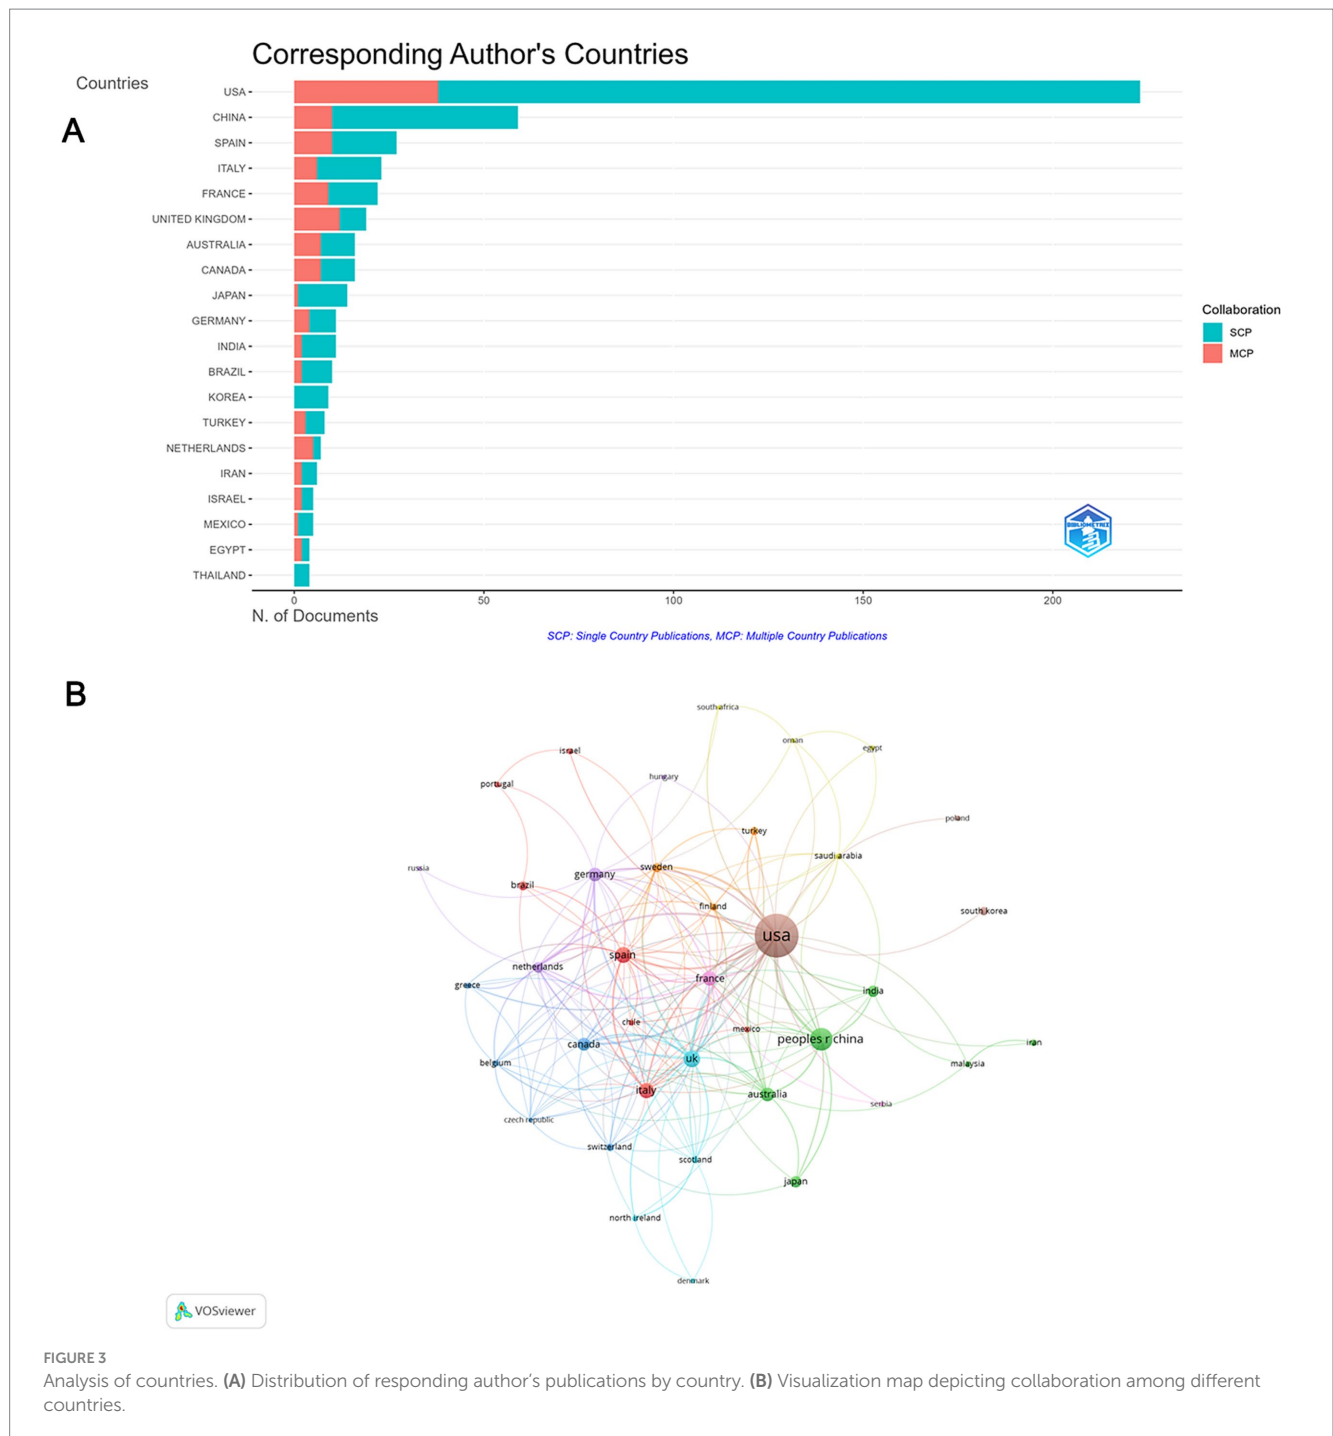 Corresponding Author's Countries
Countries
A
USA
CHINA
SPAIN
ITALY
FRANCE
UNITED KINGDOM
AUSTRALIA
CANADA
JAPAN
GERMANY
INDIA
BRAZIL
KOREA
TURKEY
NETHERLANDS
IRAN
ISRAEL
MEXICO
EGYPT
THAILAND
Collaboration
SCP
MCP
BIBLIOMETRIX
0 50 100 150 200
N. of Documents
SCP: Single Country Publications, MCP: Multiple Country Publications
B
south africa
oman
egypt
israel
hungary
portugal
poland
turkey
saudi arabia
sweden
russia
germany
brazil
finland
south korea
usa
spain
netherlands
france
greece
india
chile
mexico
peoples r china
canada
iran
uk
belgium
malaysia
italy
australia
serbia
czech republic
switzerland
scotland
japan
north ireland
denmark
VOSviewer
FIGURE 3
Analysis of countries. (A) Distribution of responding author's publications by country. (B) Visualization map depicting collaboration among different
countries.